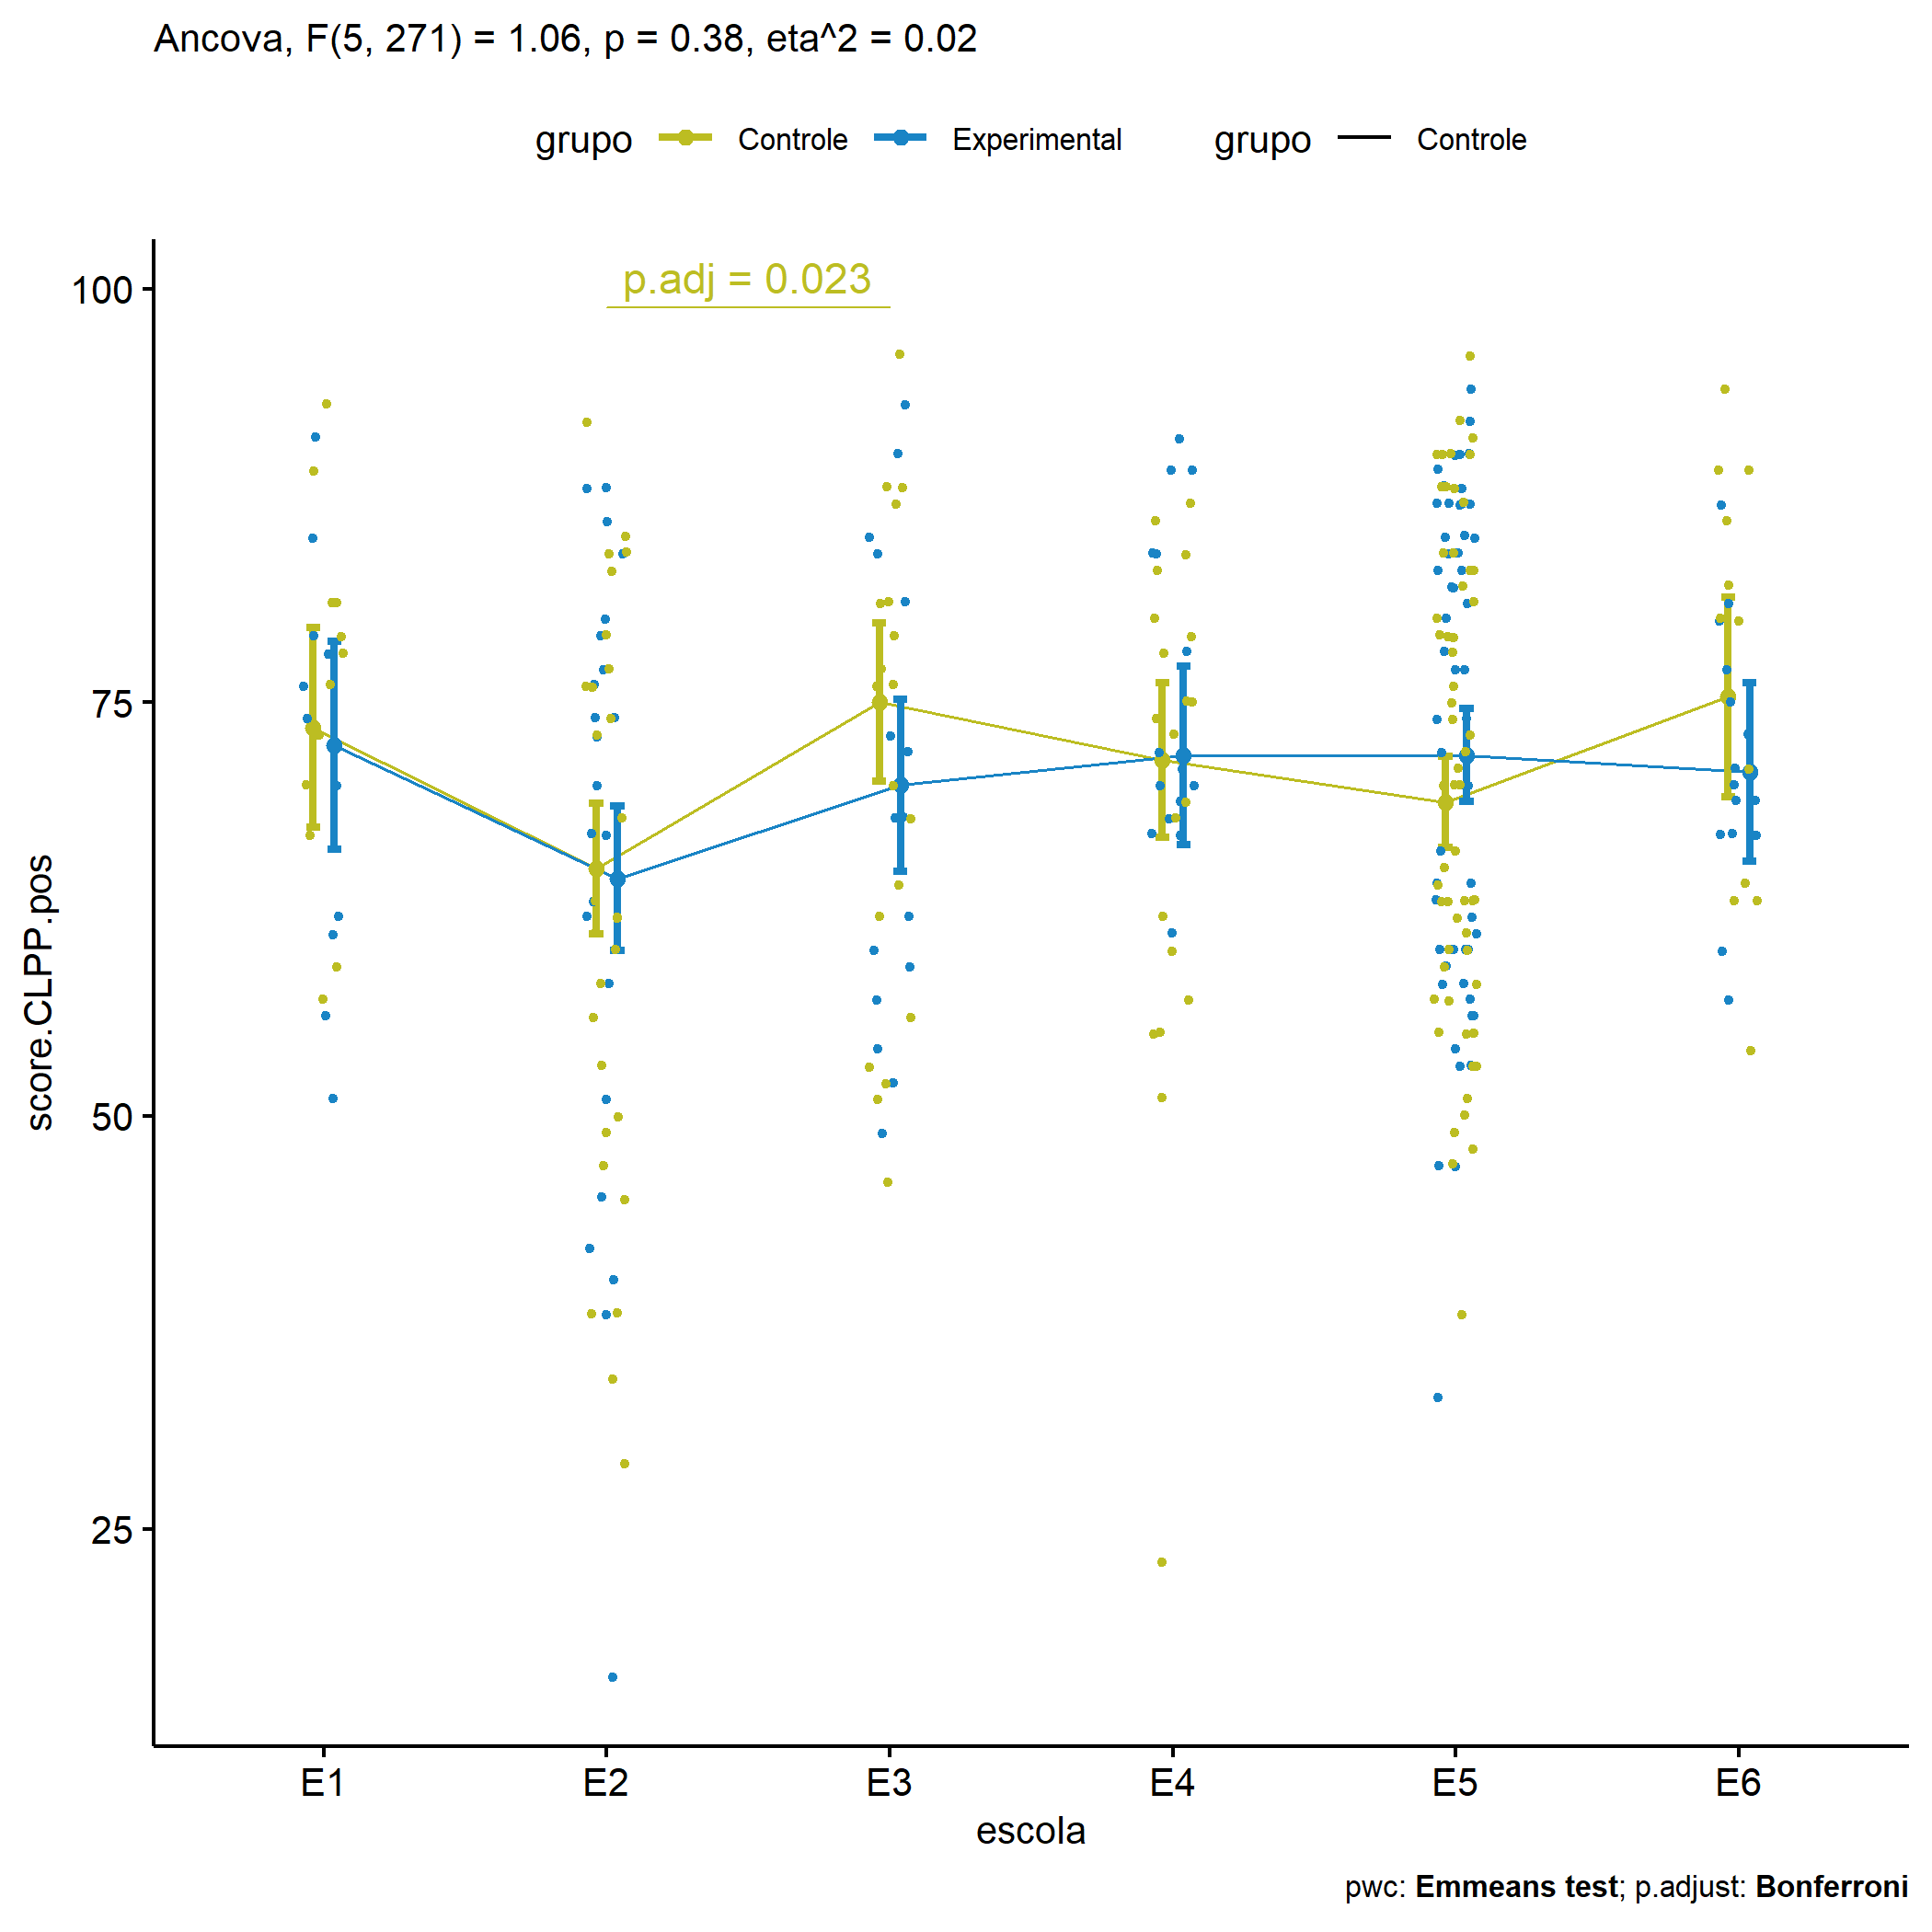 Ancova, F(5, 271) = 1.06, p = 0.38, eta^2 = 0.02
grupo Controle Experimental grupo Controle
p.adj = 0.023
100
75
50
25
score.CLPP.pos
E1 E2 E3 E4 E5 E6
escola
pwc: Emmeans test; p.adjust: Bonferroni